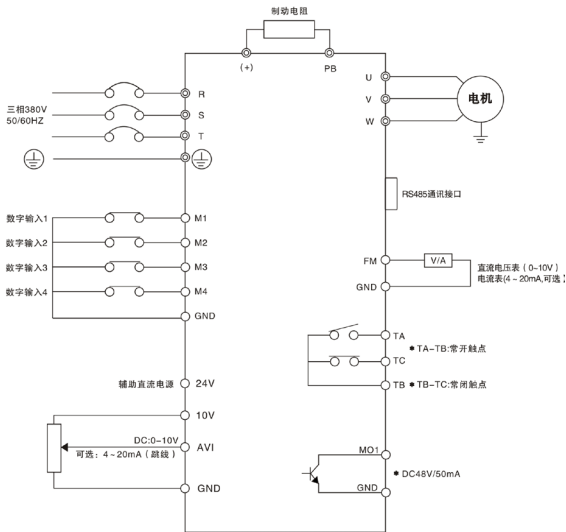 制动电阻
(+)
PB
R
三相380V
50/60HZ
S
T
U
V
W
电机
RS485通讯接口
数字输入1
M1
数字输入2
M2
数字输入3
M3
数字输入4
M4
GND
FM
V/A
直流电压表（0~10V）
电流表(4~20mA,可选)
GND
TA
*TA-TB:常开触点
TC
TB *TB-TC:常闭触点
辅助直流电源
24V
10V
DC:0-10V
可选：4~20mA（跳线）
AVI
GND
MO1
*DC48V/50mA
GND